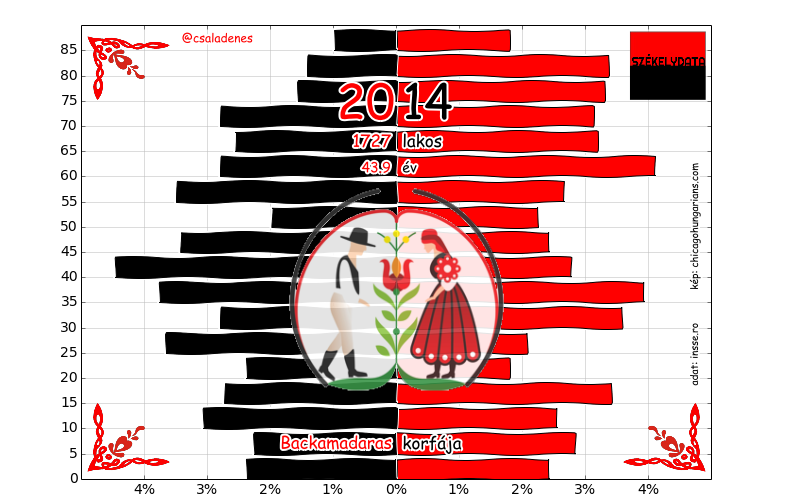 @csaladenes
SZÉKELYDATA
2014
1727 lakos
43.9 év
kép: chicagohungarians.com
adat: insse.ro
Backamadaras korfája
85
80
75
70
65
60
55
50
45
40
35
30
25
20
15
10
5
0
4% 3% 2% 1% 0% 1% 2% 3% 4%